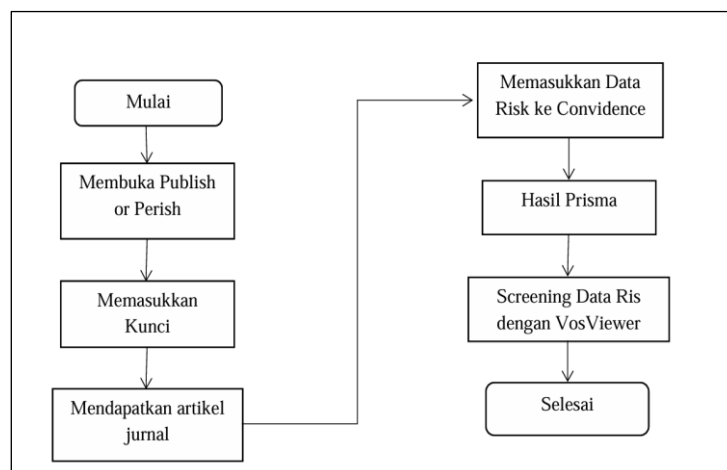 Mulai
Membuka Publish
or Perish
Memasukkan
Kunci
Mendapatkan artikel
jurnal
Memasukkan Data
Risk ke Convidence
Hasil Prisma
Screening Data Ris
dengan VosViewer
Selesai